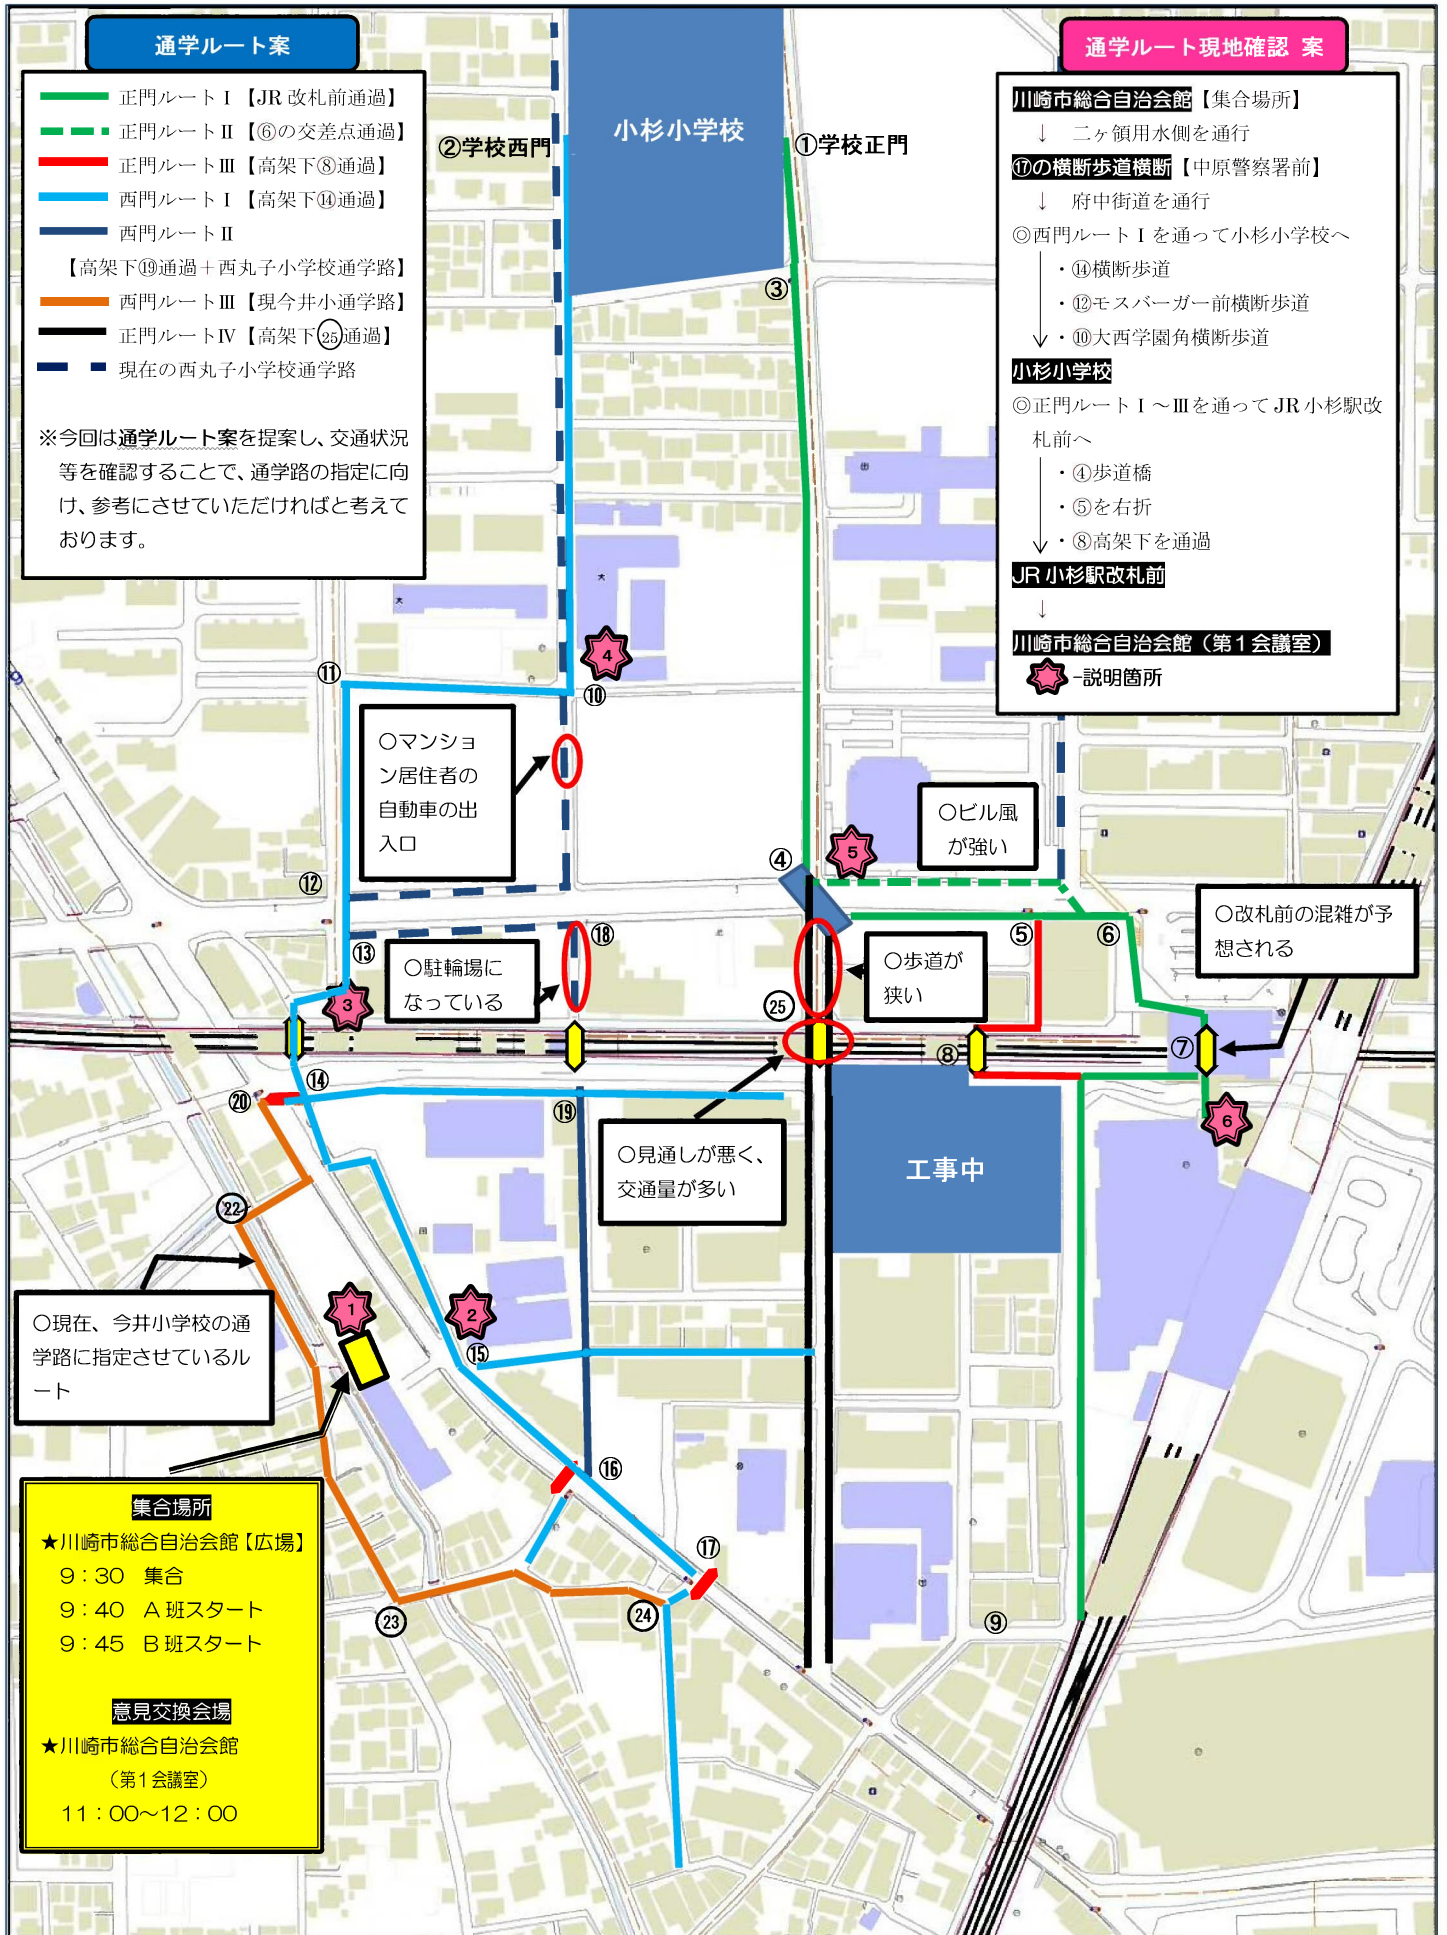 通学ルート案
正門ルートⅠ【JR改札前通過】
正門ルートⅡ【⑥の交差点通過】
正門ルートⅢ【高架下⑧通過】
西門ルートⅠ【高架下⑭通過】
西門ルートⅡ
【高架下⑲通過＋西丸子小学校通学路】
西門ルートⅢ【現今井小通学路】
正門ルートⅣ【高架下㉕通過】
現在の西丸子小学校通学路
※今回は通学ルート案を提案し、交通状況
等を確認することで、通学路の指定に向
け、参考にさせていただければと考えて
おります。
小杉小学校
②学校西門
①学校正門
③
通学ルート現地確認 案
川崎市総合自治会館【集合場所】
↓ 二ヶ領用水側を通行
⑰の横断歩道横断【中原警察署前】
↓ 府中街道を通行
◎西門ルートⅠを通って小杉小学校へ
・⑭横断歩道
・⑫モスバーガー前横断歩道
・⑩大西学園角横断歩道
小杉小学校
◎正門ルートⅠ～Ⅲを通ってJR小杉駅改
札前へ
・④歩道橋
・⑤を右折
・⑧高架下を通過
JR小杉駅改札前
↓
川崎市総合自治会館（第１会議室）
-説明箇所
4
⑪
⑩
○マンショ
ン居住者の
自動車の出
入口
○ビル風
が強い
5
④
⑫
○改札前の混雑が予
想される
⑱
⑤
⑥
⑬
○駐輪場に
なっている
○歩道が
狭い
3
㉕
⑧
⑦
⑭
⑳
⑲
6
○見通しが悪く、
交通量が多い
工事中
㉒
○現在、今井小学校の通
学路に指定させているル
ート
1
2
⑮
⑯
⑰
㉓
㉔
⑨
集合場所
★川崎市総合自治会館【広場】
9：30 集合
9：40 A班スタート
9：45 B班スタート
意見交換会場
★川崎市総合自治会館
（第1会議室）
11：00～12：00